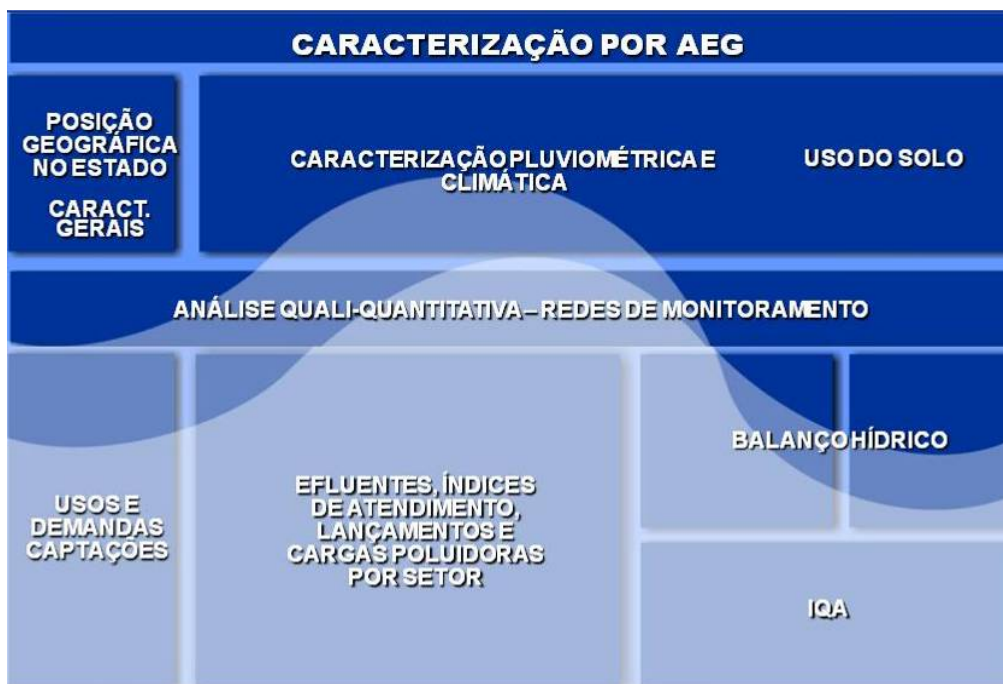 CARACTERIZAÇÃO POR AEG
POSIÇÃO
GEOGRÁFICA
NO ESTADO
CARACT.
GERAIS
CARACTERIZAÇÃO PLUVIOMÉTRICA E
CLIMÁTICA
USO DO SOLO
ANÁLISE QUALI-QUANTITATIVA – REDES DE MONITORAMENTO
USOS E
DEMANDAS
CAPTAÇÕES
EFLUENTES, ÍNDICES
DE ATENDIMENTO,
LANÇAMENTOS E
CARGAS POLUIDORAS
POR SETOR
BALANÇO HÍDRICO
IQA